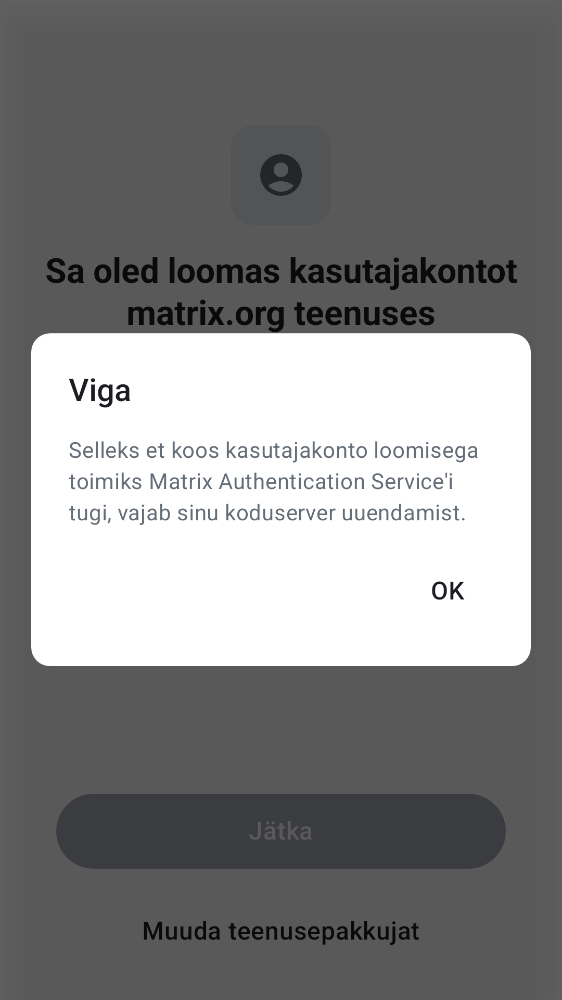 Sa oled loomas kasutajakontot
matrix.org teenuses
Viga
Selleks et koos kasutajakonto loomisega
toimiks Matrix Authentication Service'i
tugi, vajab sinu koduserver uuendamist.
OK
Jätka
Muuda teenusepakkujat